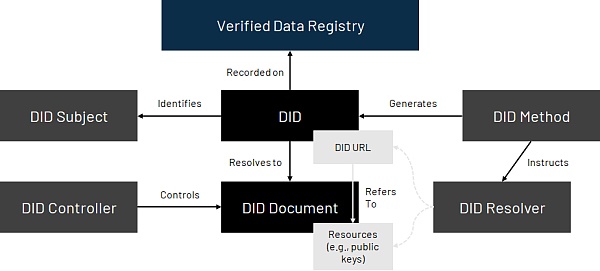 Verified Data Registry
Recorded on
DID Subject
Identifies
DID
Generates
DID Method
DID URL
Resolves to
Instructs
DID Controller
Controls
DID Document
Refers
To
DID Resolver
Resources
(e.g., public
keys)